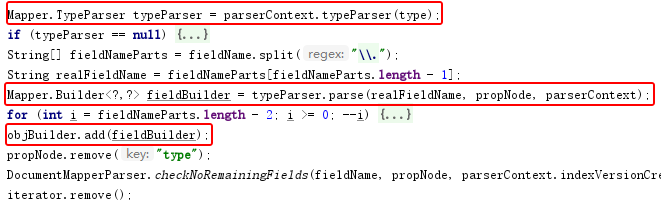 Mapper.TypeParser typeParser = parserContext.typeParser(type);
if (typeParser == null) {...}
String[] fieldNameParts = fieldName.split( regex: "\\.");
String realFieldName = fieldNameParts[fieldNameParts.length - 1];
Mapper.Builder<?,?> fieldBuilder = typeParser.parse(realFieldName, propNode, parserContext);
for (int i = fieldNameParts.length - 2; i >= 0; --i) {...}
objBuilder.add(fieldBuilder);
propNode.remove( key: "type");
DocumentMapperParser.checkNoRemainingFields(fieldName, propNode, parserContext.indexVersionCre
iterator.remove();